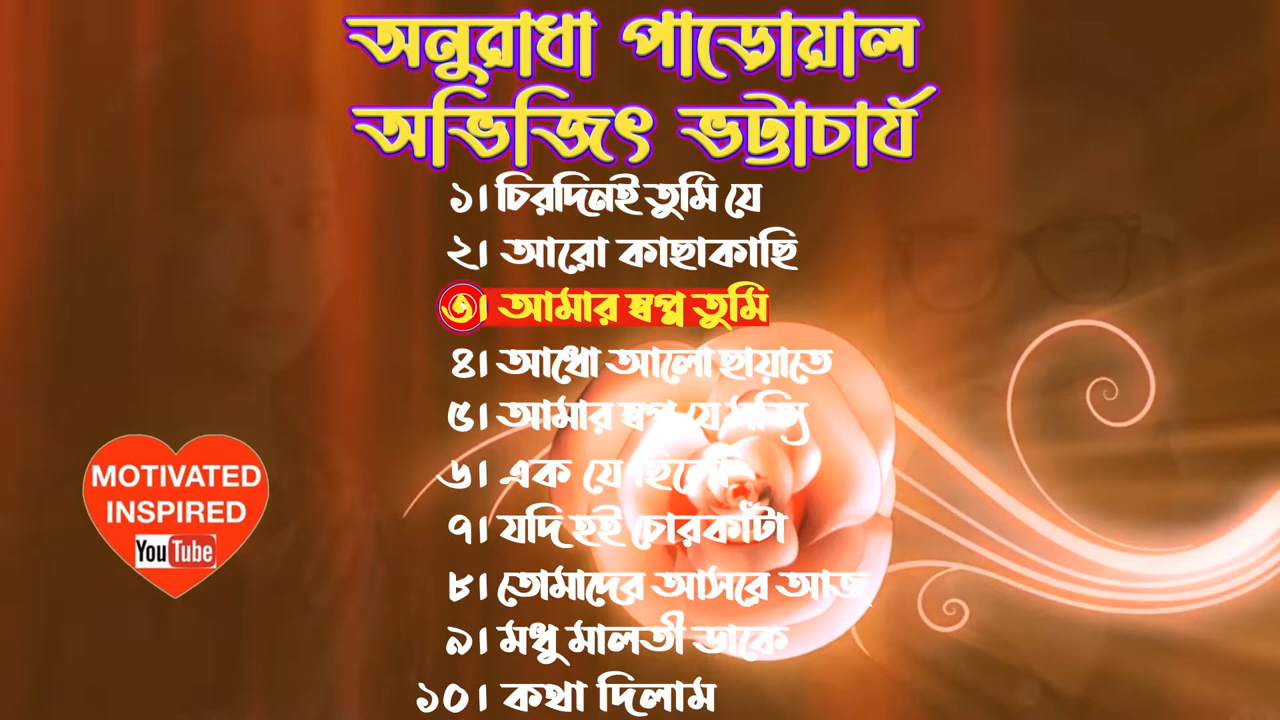 অনুরাধা পাড়োয়াল
অভিজিৎ ভট্টাচার্য
১। চিরদিনই তুমি যে
২। আরো কাছাকাছি
৩। আমার স্বপ্ন তুমি
৪। আধো আলো ছায়াতে
৫। আমার স্বপ্ন যে সত্যি
৬। এক যে ছিলো
৭। যদি হই চোরকাঁটা
৮। তোমাদের আসরে আজ
৯। মধু মালতী ডাকে
১০। কথা দিলাম
MOTIVATED
INSPIRED
YouTube